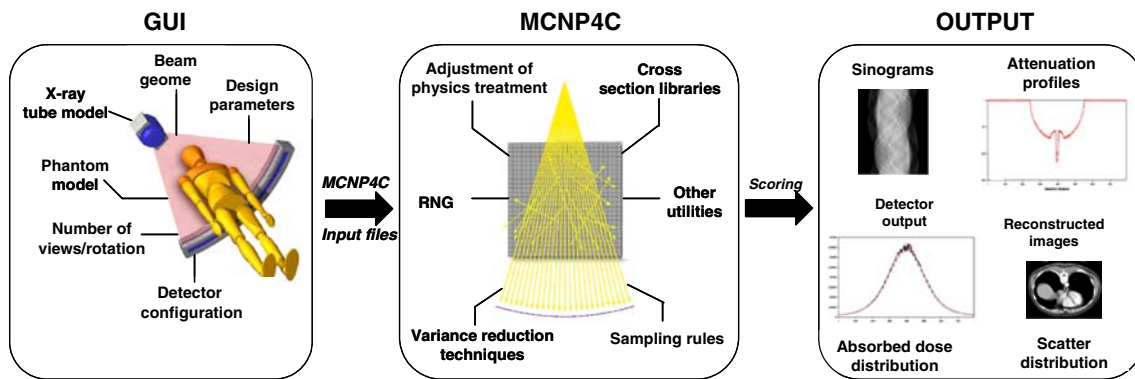 GUI
Beam
geome
Design
parameters
X-ray
tube model
Phantom
model
Number of
views/rotation
Detector
configuration
MCNP4C
Input files
MCNP4C
Adjustment of
physics treatment
Cross
section libraries
RNG
Other
utilities
Variance reduction
techniques
Sampling rules
Scoring
OUTPUT
Sinograms
Attenuation
profiles
Detector
output
Reconstructed
images
Absorbed dose
distribution
Scatter
distribution